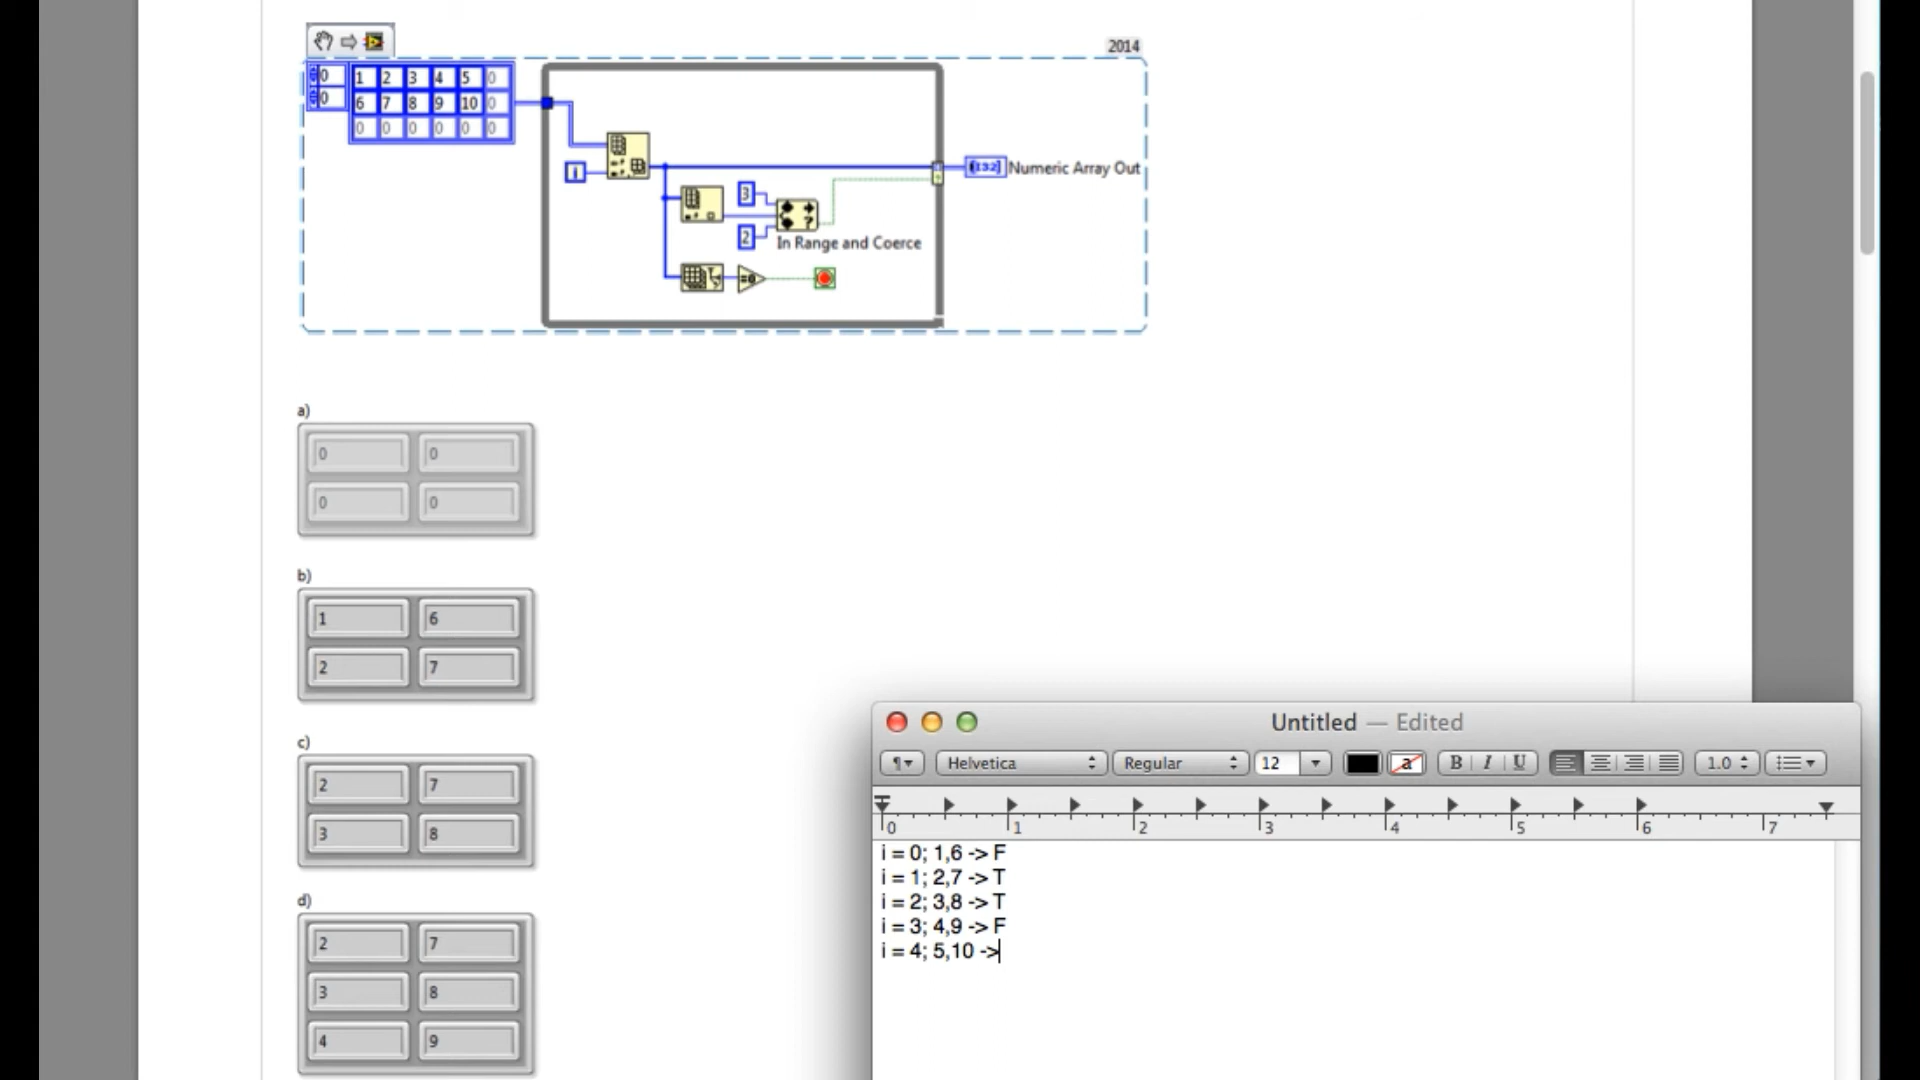 2014
0 1 2 3 4 5 0
0 6 7 8 9 10 0
0 0 0 0 0 0
i
[I32] Numeric Array Out
3
2
In Range and Coerce
=0
a)
0 0
0 0
b)
1 6
2 7
c)
2 7
3 8
d)
2 7
3 8
4 9
Untitled — Edited
¶ Helvetica Regular 12 a B I U 1.0
0 1 2 3 4 5 6 7
i = 0; 1,6 -> F
i = 1; 2,7 -> T
i = 2; 3,8 -> T
i = 3; 4,9 -> F
i = 4; 5,10 ->